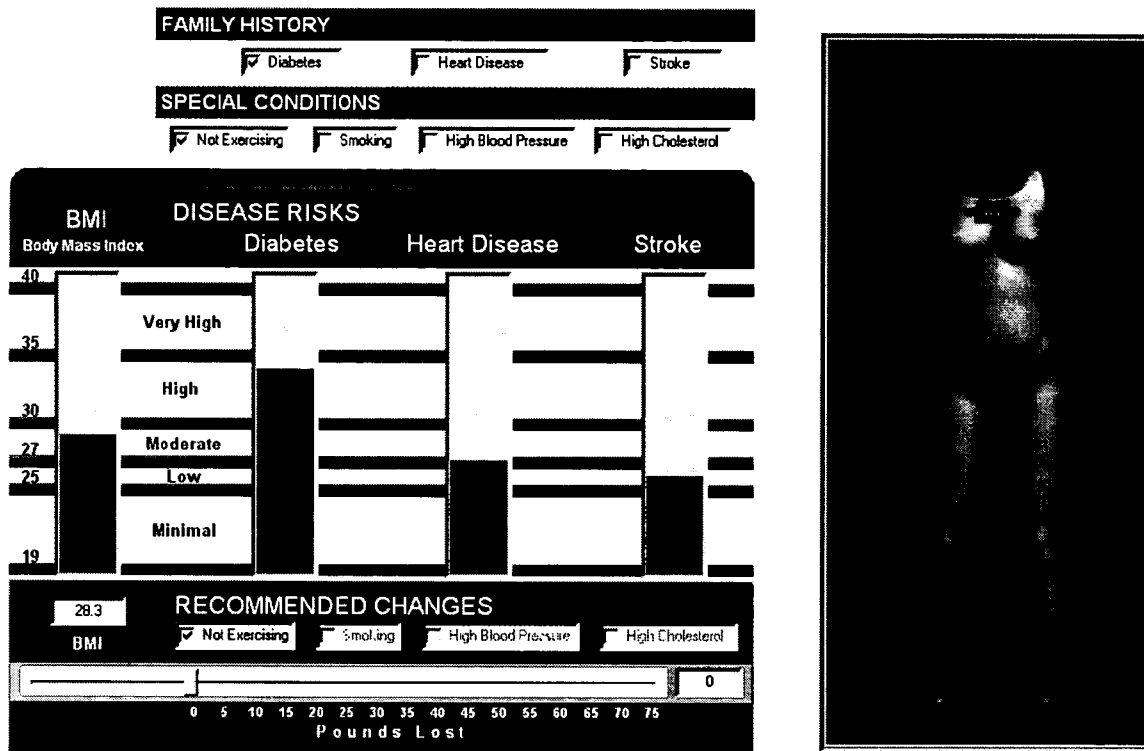 FAMILY HISTORY
Diabetes Heart Disease Stroke
SPECIAL CONDITIONS
Not Exercising Smoking High Blood Pressure High Cholesterol
BMI
Body Mass Index
DISEASE RISKS
Diabetes Heart Disease Stroke
40
Very High
35
High
30
Moderate
27
Low
25
Minimal
19
28.3
BMI
RECOMMENDED CHANGES
Not Exercising Smoking High Blood Pressure High Cholesterol
0
0 5 10 15 20 25 30 35 40 45 50 55 60 65 70 75
Pounds Lost